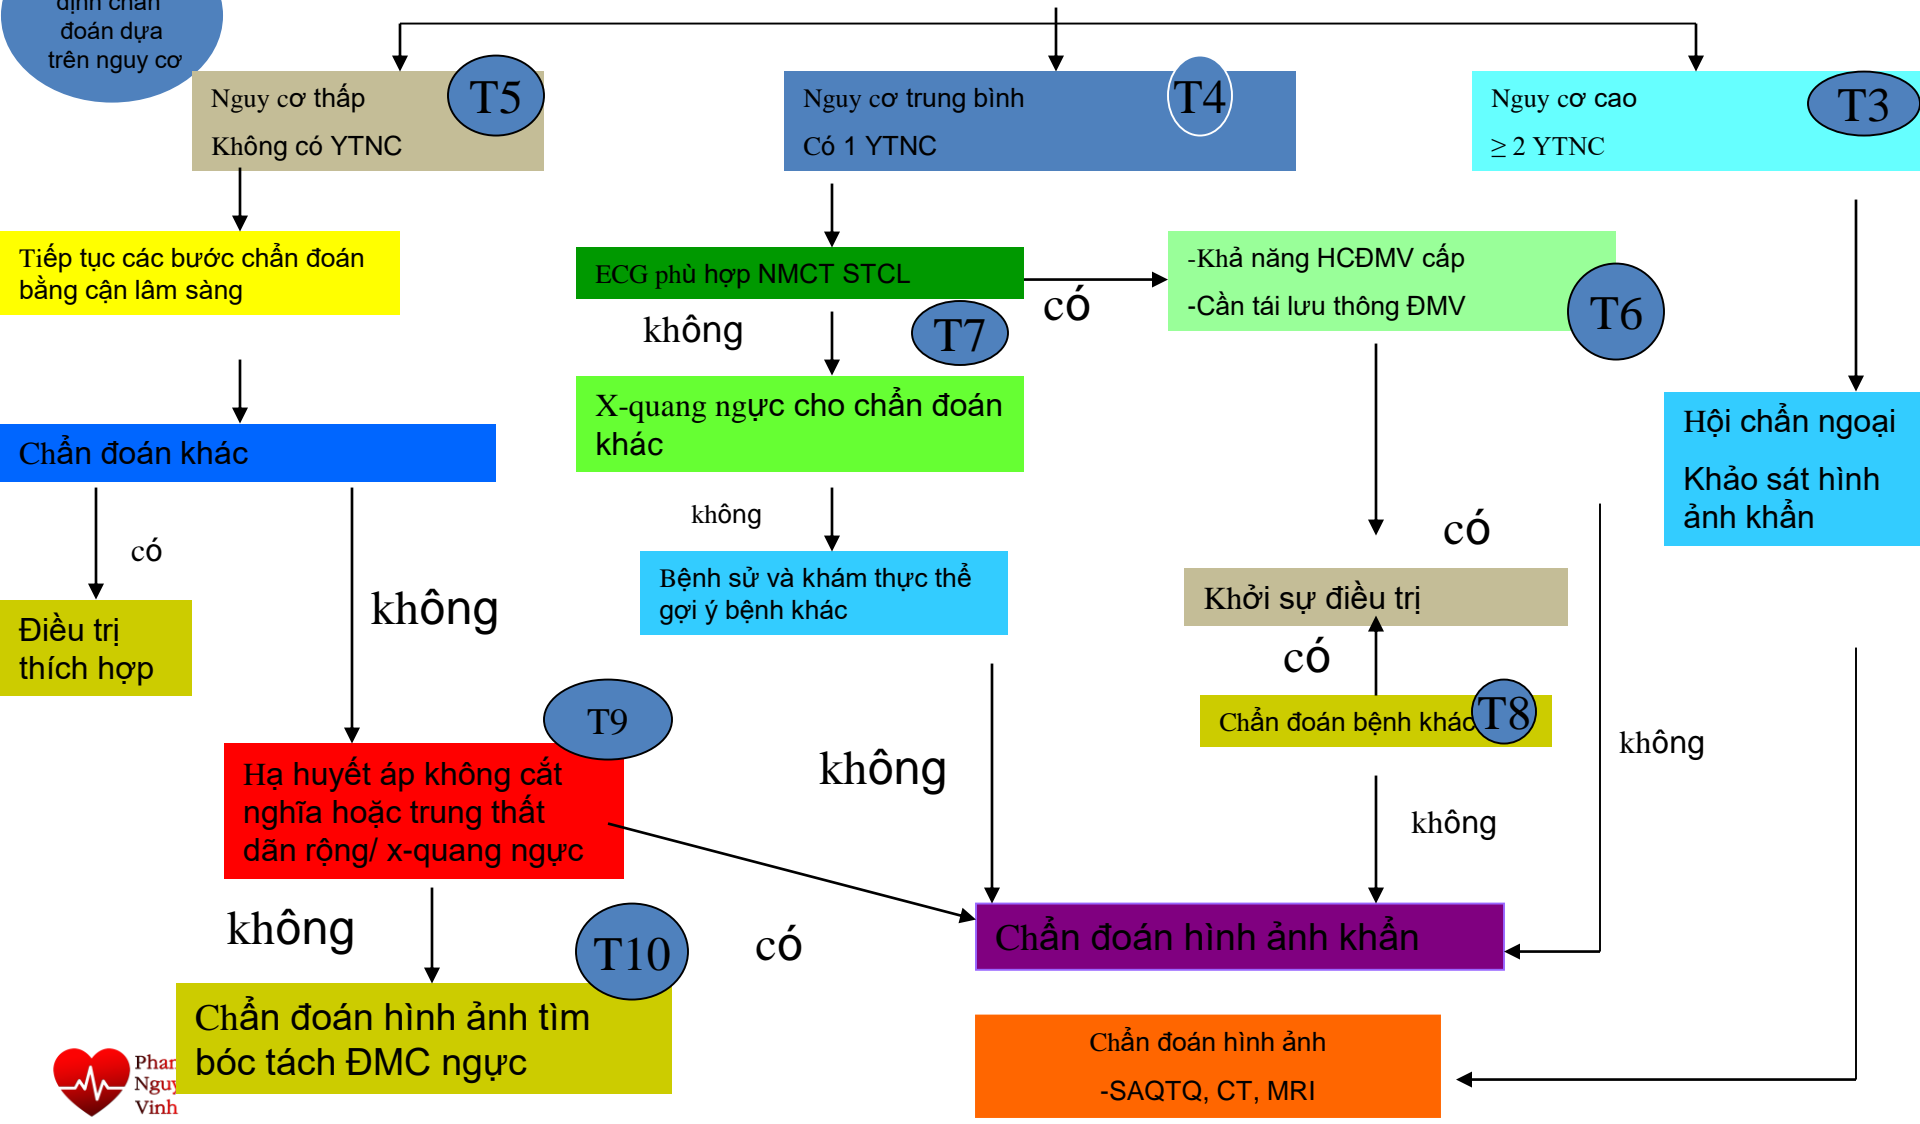 định chẩn
đoán dựa
trên nguy cơ
Nguy cơ thấp
Không có YTNC
T5
Nguy cơ trung bình
Có 1 YTNC
T4
Nguy cơ cao
≥ 2 YTNC
T3
Tiếp tục các bước chẩn đoán
bằng cận lâm sàng
ECG phù hợp NMCT STCL
có
-Khả năng HCĐMV cấp
-Cần tái lưu thông ĐMV
T6
không
T7
X-quang ngực cho chẩn đoán
khác
Hội chẩn ngoại
Khảo sát hình
ảnh khẩn
Chẩn đoán khác
có
không
không
Bệnh sử và khám thực thể
gợi ý bệnh khác
có
Khởi sự điều trị
có
Điều trị
thích hợp
Chẩn đoán bệnh khác
T8
không
T9
Hạ huyết áp không cắt
nghĩa hoặc trung thất
dãn rộng/ x-quang ngực
không
không
không
T10
có
Chẩn đoán hình ảnh khẩn
Chẩn đoán hình ảnh tìm
bóc tách ĐMC ngực
Chẩn đoán hình ảnh
-SAQTQ, CT, MRI
Phan
Nguy
Vinh